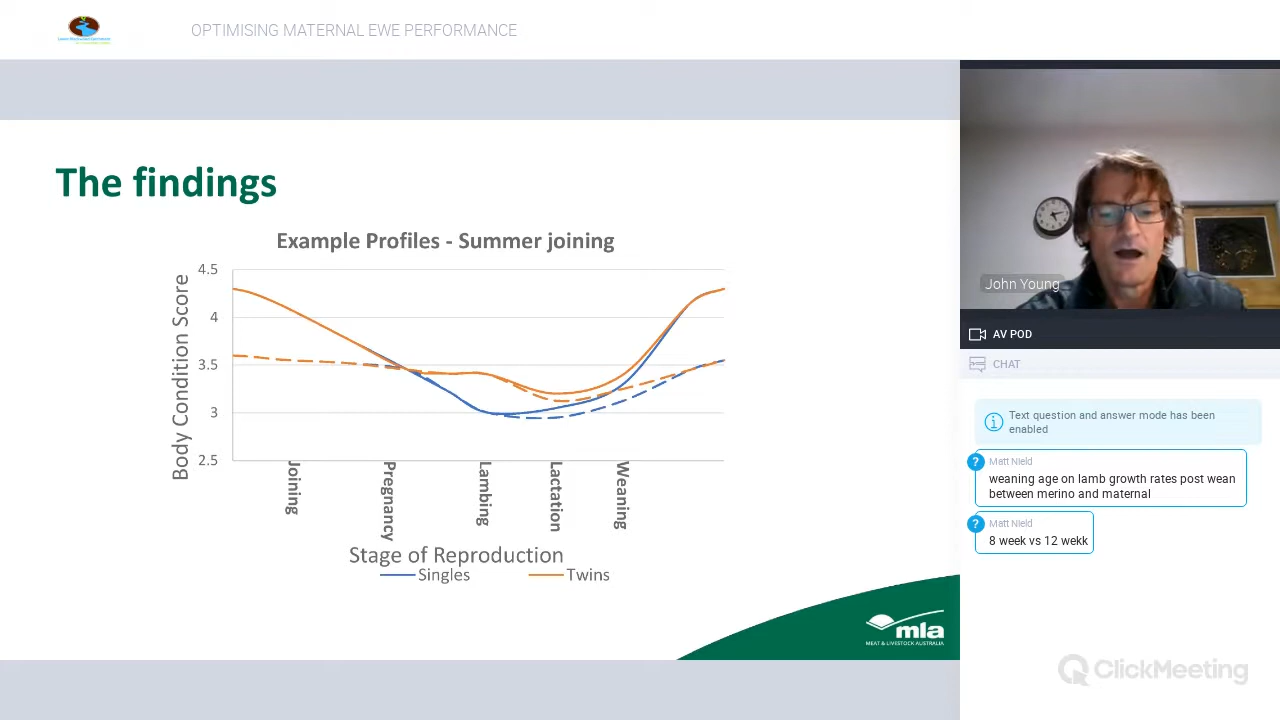 OPTIMISING MATERNAL EWE PERFORMANCE
The findings
Example Profiles - Summer joining
Body Condition Score
4.5
4
3.5
3
2.5
Joining
Pregnancy
Lambing
Lactation
Weaning
Stage of Reproduction
Singles
Twins
mla
MEAT & LIVESTOCK AUSTRALIA
John Young
AV POD
CHAT
Text question and answer mode has been
enabled
? Matt Nield
weaning age on lamb growth rates post wean
between merino and maternal
? Matt Nield
8 week vs 12 wekk
ClickMeeting